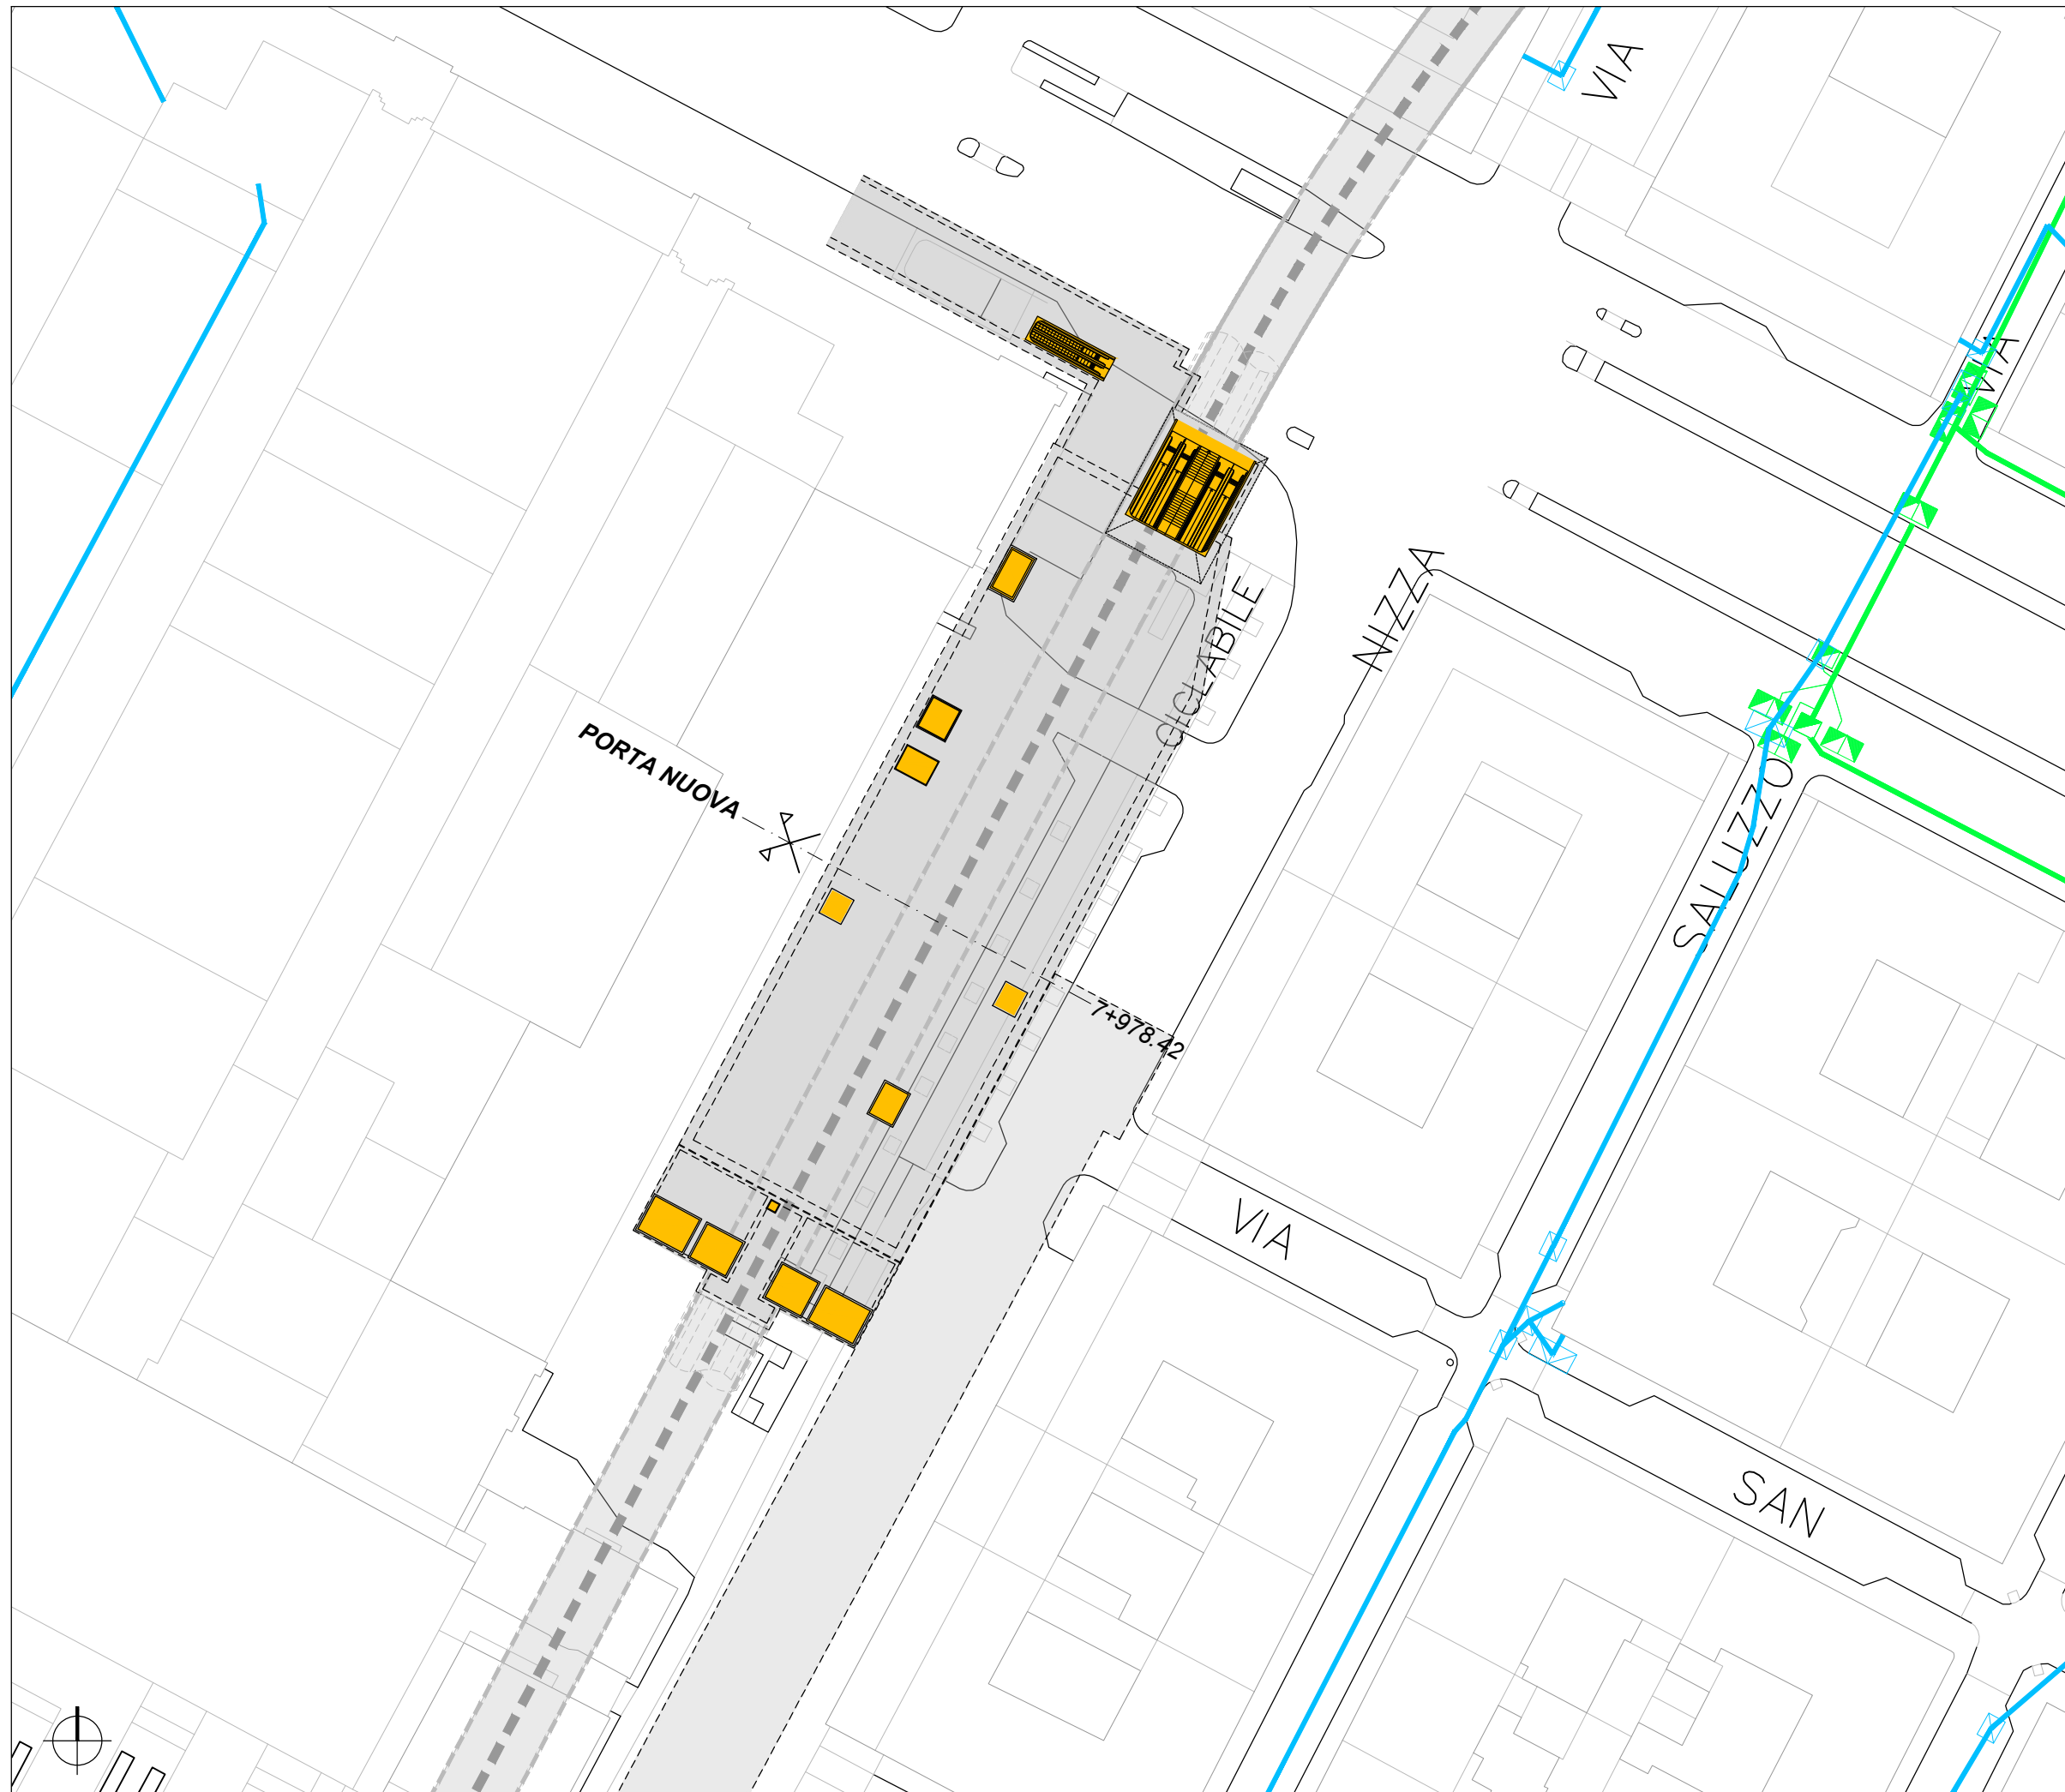 VIA
VIA
NIZZA
CICLABILE
PORTA NUOVA
SALUZZO
7+978.42
VIA
SAN